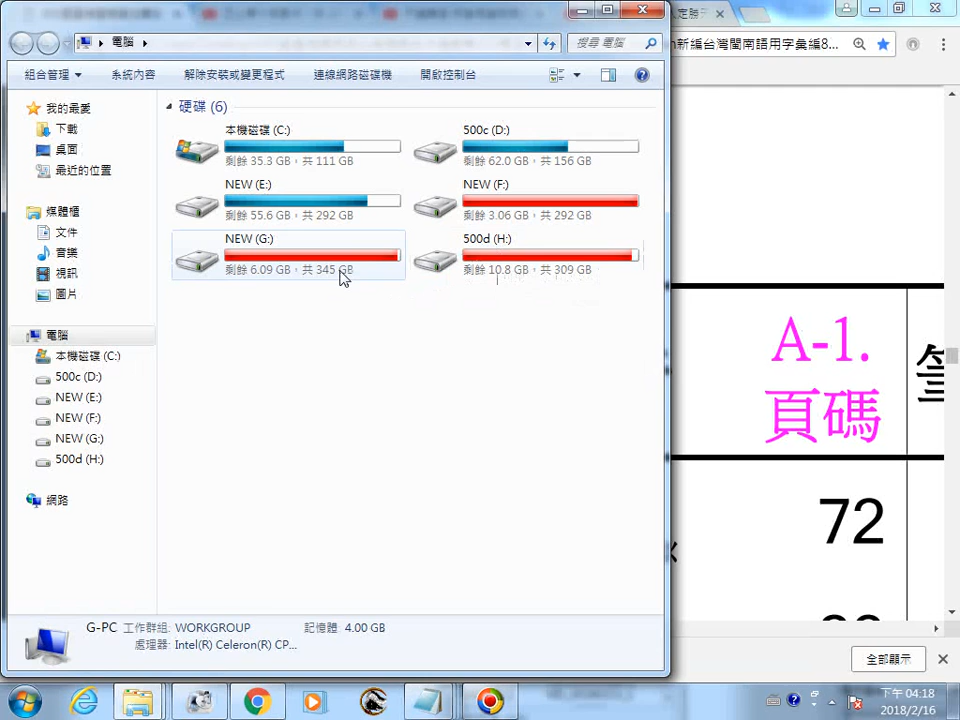 電腦
搜尋 電腦
組合管理
系統內容
解除安裝或變更程式
連線網路磁碟機
開啟控制台
我的最愛
下載
桌面
最近的位置
媒體櫃
文件
音樂
視訊
圖片
電腦
本機磁碟 (C:)
500c (D:)
NEW (E:)
NEW (F:)
NEW (G:)
500d (H:)
網路
硬碟 (6)
本機磁碟 (C:)
剩餘 35.3 GB，共 111 GB
500c (D:)
剩餘 62.0 GB，共 156 GB
NEW (E:)
剩餘 55.6 GB，共 292 GB
NEW (F:)
剩餘 3.06 GB，共 292 GB
NEW (G:)
剩餘 6.09 GB，共 345 GB
500d (H:)
剩餘 10.8 GB，共 309 GB
G-PC 工作群組: WORKGROUP 記憶體: 4.00 GB
處理器: Intel(R) Celeron(R) CP...
新編台灣閩南語用字彙編8...
A-1.
頁碼
72
全部顯示
下午 04:18
2018/2/16